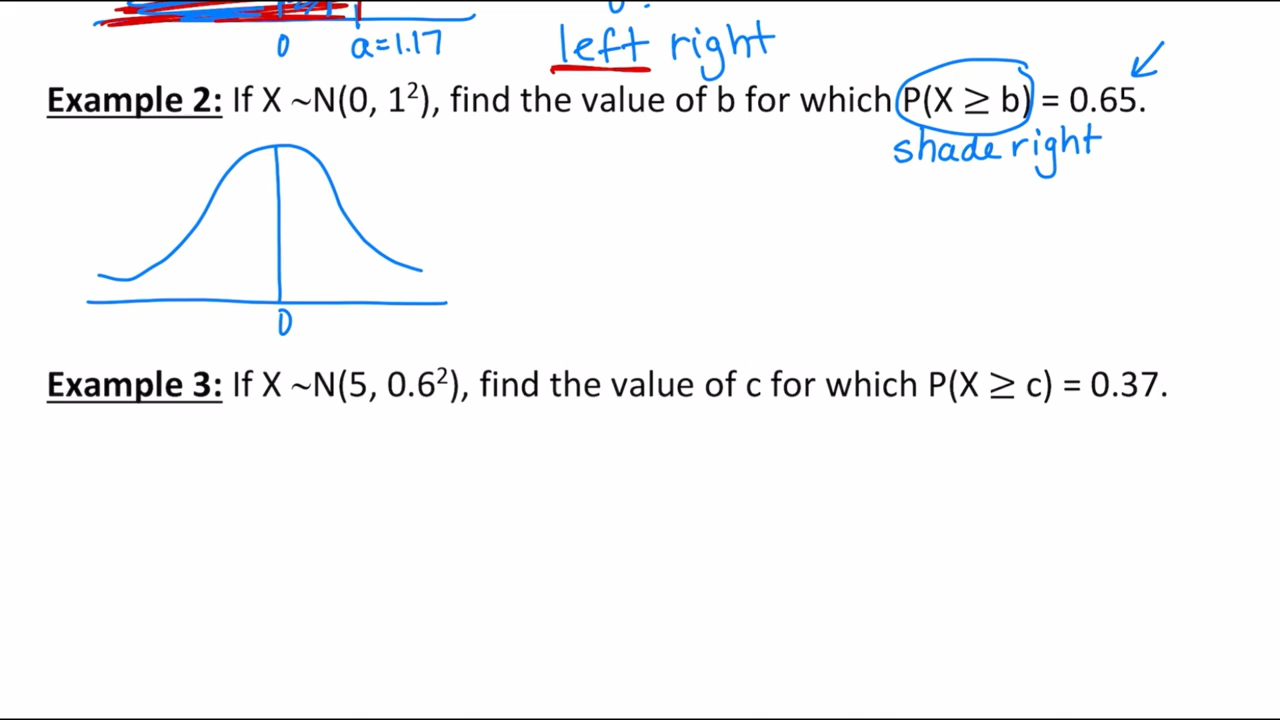 0 a=1.17
left right
Example 2: If X ~N(0, 1²), find the value of b for which P(X ≥ b) = 0.65.
shade right
0
Example 3: If X ~N(5, 0.6²), find the value of c for which P(X ≥ c) = 0.37.